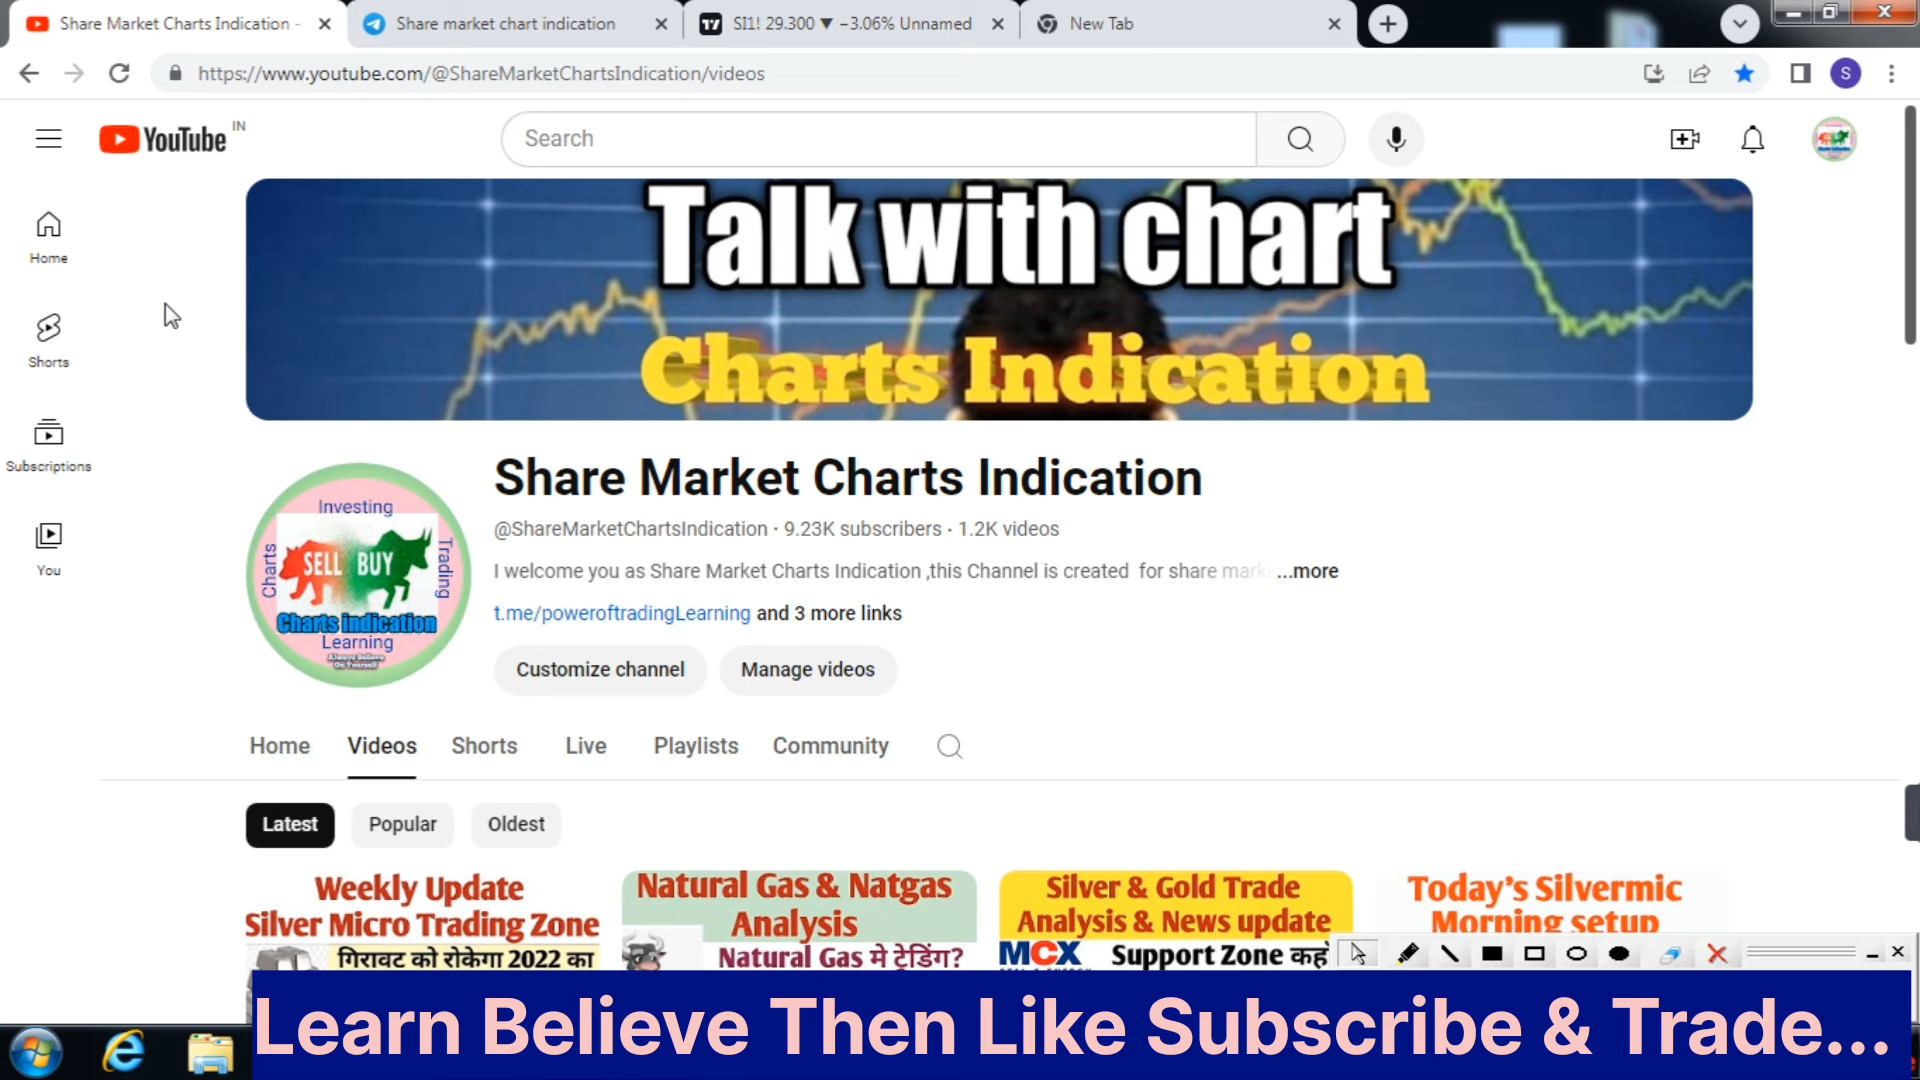 Share Market Charts Indication -
Share market chart indication
SI1! 29.300 ▼ −3.06% Unnamed
New Tab
https://www.youtube.com/@ShareMarketChartsIndication/videos
S
YouTube IN
Search
Home
Shorts
Subscriptions
You
Talk with chart
Charts Indication
Investing
Charts
SELL BUY
Trading
Charts indication
Learning
Always Believe
On Yourself
Share Market Charts Indication
@ShareMarketChartsIndication · 9.23K subscribers · 1.2K videos
I welcome you as Share Market Charts Indication ,this Channel is created for share mark ...more
t.me/poweroftradingLearning and 3 more links
Customize channel
Manage videos
Home Videos Shorts Live Playlists Community
Latest Popular Oldest
Weekly Update
Silver Micro Trading Zone
गिरावट को रोकेगा 2022 का
Natural Gas & Natgas
Analysis
Natural Gas मे ट्रेडिंग?
Silver & Gold Trade
Analysis & News update
MCX Support Zone कहाँ
Today's Silvermic
Morning setup
Learn Believe Then Like Subscribe & Trade...